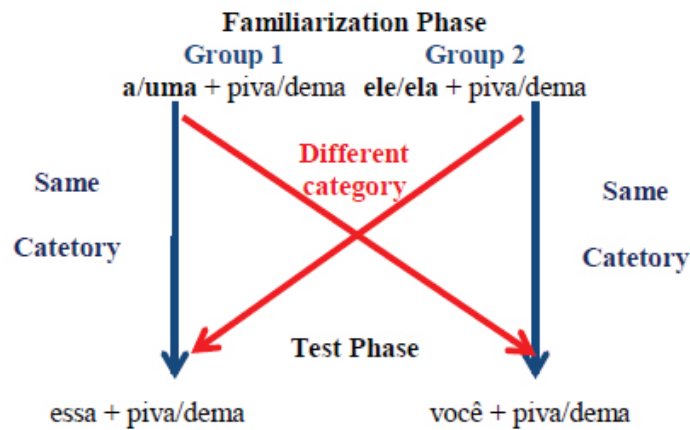 Familiarization Phase
Group 1 Group 2
a/uma + piva/dema ele/ela + piva/dema
Different
category
Same
Catetory
Same
Catetory
Test Phase
essa + piva/dema você + piva/dema